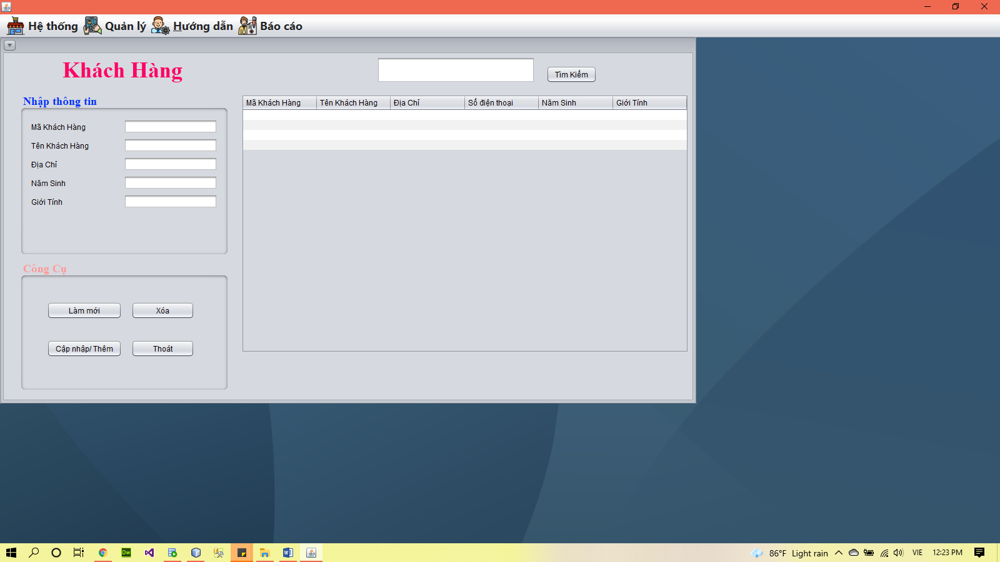 Hệ thống Quản lý Hướng dẫn Báo cáo
Khách Hàng
Tìm Kiếm
Nhập thông tin
Mã Khách Hàng
Tên Khách Hàng
Địa Chỉ
Năm Sinh
Giới Tính
Mã Khách Hàng Tên Khách Hàng Địa Chỉ Số điện thoại Năm Sinh Giới Tính
Công Cụ
Làm mới Xóa
Cập nhập/ Thêm Thoát
Dw 86°F Light rain VIE 12:23 PM